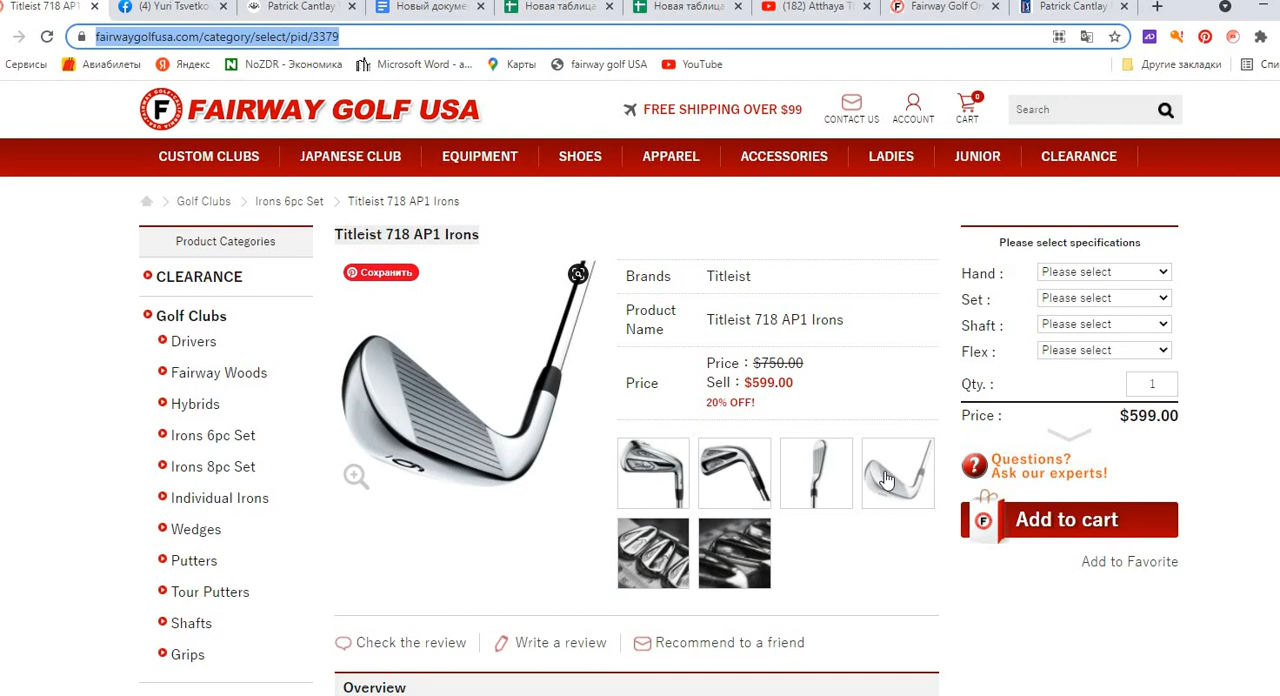 Titleist 718 AP1
(4) Yuri Tsvetko
Patrick Cantlay
Новый докуме
Новая таблица
Новая таблица
(182) Atthaya Ti
Fairway Golf On
Patrick Cantlay
fairwaygolfusa.com/category/select/pid/3379
Сервисы
Авиабилеты
Яндекс
NoZDR - Экономика
Microsoft Word - а...
Карты
fairway golf USA
YouTube
Другие закладки
Спи
FAIRWAY GOLF USA
FREE SHIPPING OVER $99
CONTACT US
ACCOUNT
0
CART
Search
CUSTOM CLUBS
JAPANESE CLUB
EQUIPMENT
SHOES
APPAREL
ACCESSORIES
LADIES
JUNIOR
CLEARANCE
Golf Clubs
Irons 6pc Set
Titleist 718 AP1 Irons
Product Categories
CLEARANCE
Golf Clubs
Drivers
Fairway Woods
Hybrids
Irons 6pc Set
Irons 8pc Set
Individual Irons
Wedges
Putters
Tour Putters
Shafts
Grips
Titleist 718 AP1 Irons
Сохранить
6
Brands
Titleist
Product
Name
Titleist 718 AP1 Irons
Price
Price : $750.00
Sell : $599.00
20% OFF!
Please select specifications
Hand :
Please select
Set :
Please select
Shaft :
Please select
Flex :
Please select
Qty. :
1
Price :
$599.00
Questions?
Ask our experts!
Add to cart
Add to Favorite
Check the review
Write a review
Recommend to a friend
Overview